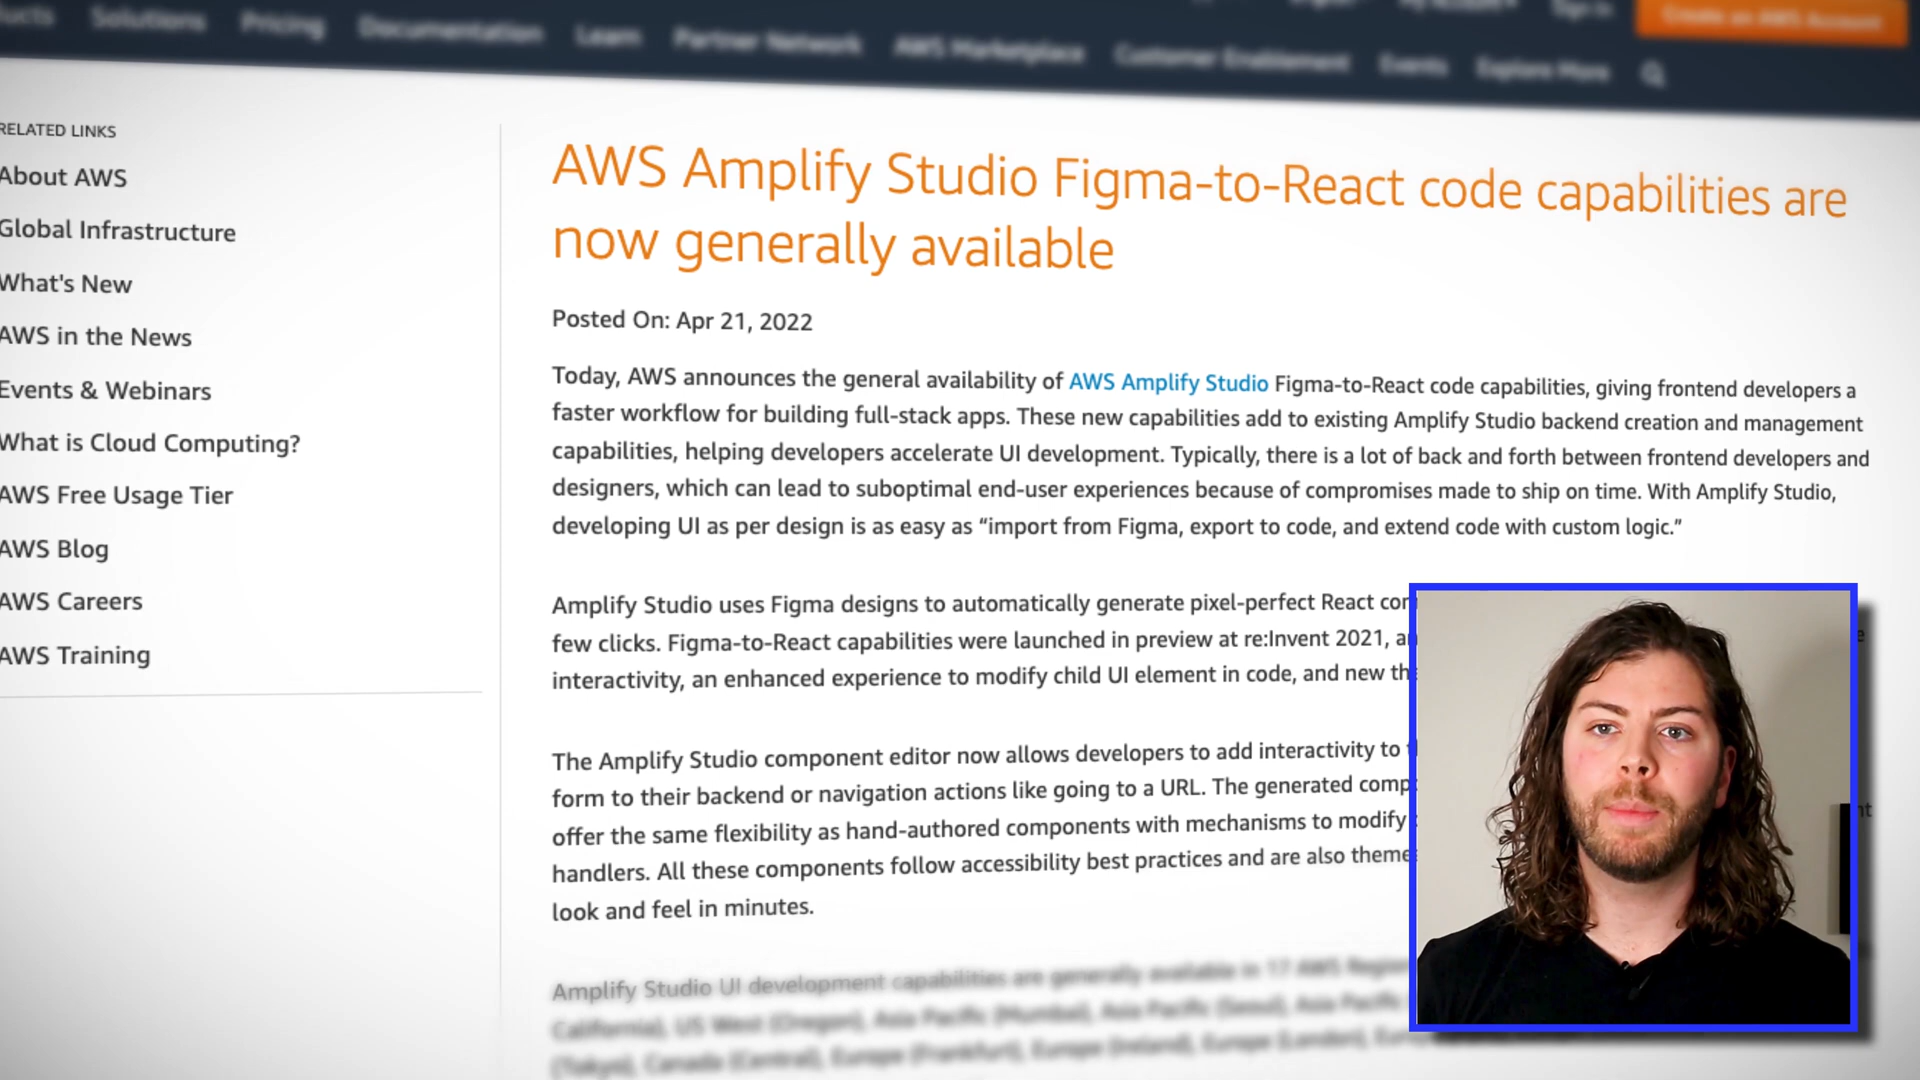 Solutions
Pricing
Documentation
Learn
Partner Network
AWS Marketplace
Customer Enablement
Events
Explore More
Create an AWS Account
RELATED LINKS
About AWS
Global Infrastructure
What's New
AWS in the News
Events & Webinars
What is Cloud Computing?
AWS Free Usage Tier
AWS Blog
AWS Careers
AWS Training
AWS Amplify Studio Figma-to-React code capabilities are
now generally available
Posted On: Apr 21, 2022
Today, AWS announces the general availability of AWS Amplify Studio Figma-to-React code capabilities, giving frontend developers a
faster workflow for building full-stack apps. These new capabilities add to existing Amplify Studio backend creation and management
capabilities, helping developers accelerate UI development. Typically, there is a lot of back and forth between frontend developers and
designers, which can lead to suboptimal end-user experiences because of compromises made to ship on time. With Amplify Studio,
developing UI as per design is as easy as “import from Figma, export to code, and extend code with custom logic.”
Amplify Studio uses Figma designs to automatically generate pixel-perfect React
few clicks. Figma-to-React capabilities were launched in preview at re:Invent 2021,
interactivity, an enhanced experience to modify child UI element in code, and new
The Amplify Studio component editor now allows developers to add interactivity to
form to their backend or navigation actions like going to a URL. The generated
offer the same flexibility as hand-authored components with mechanisms to modify
handlers. All these components follow accessibility best practices and are also
look and feel in minutes.
Amplify Studio UI development capabilities are generally available in 17 AWS
California), US West (Oregon), Asia Pacific (Mumbai), Asia Pacific (Seoul), Asia Pacific
(Tokyo), Canada (Central), Europe (Frankfurt), Europe (Ireland), Europe (London),